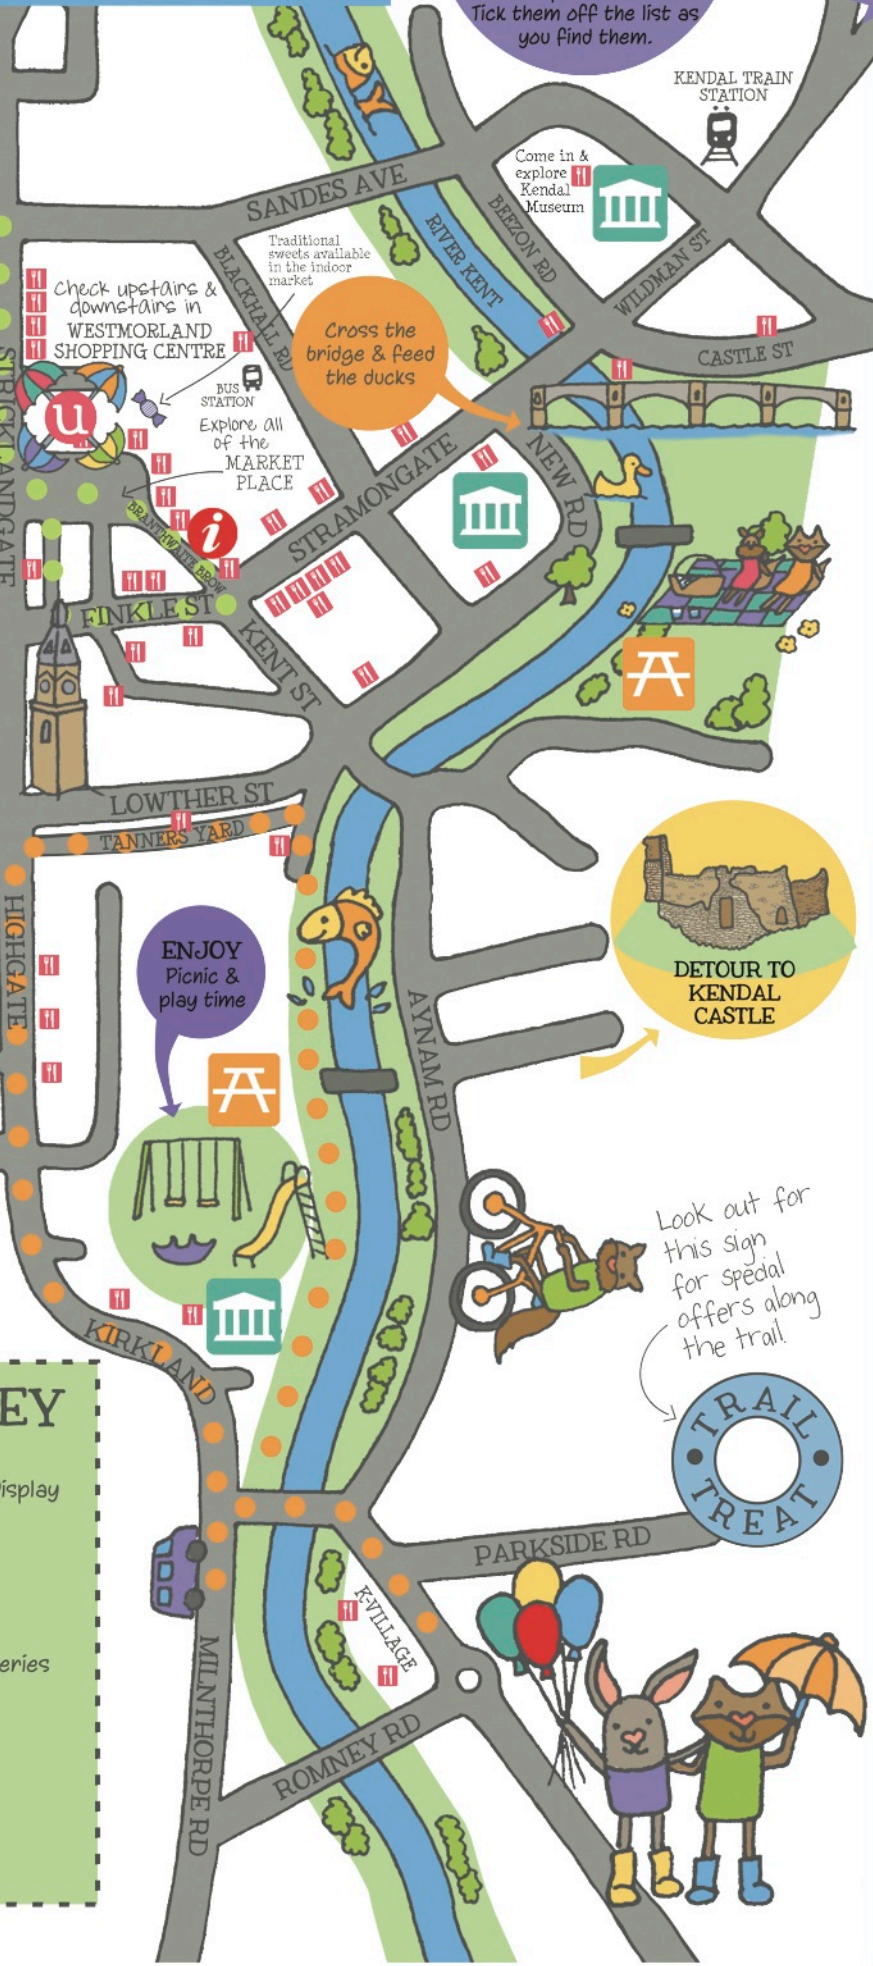 Tick them off the list as
you find them.
KENDAL TRAIN
STATION
Come in &
explore
Kendal
Museum
SANDES AVE
RIVER KENT
BEEZON RD
WILDMAN ST
CASTLE ST
BLACKHALL RD
Traditional
sweets available
in the indoor
market
Check upstairs &
downstairs in
WESTMORLAND
SHOPPING CENTRE
Cross the
bridge & feed
the ducks
BUS
STATION
u
Explore all
of the
MARKET
PLACE
STRICKLANDGATE
BRANTHWAITE BROW
i
STRAMONGATE
NEW RD
FINKLE ST
KENT ST
LOWTHER ST
TANNERS YARD
HIGHGATE
ENJOY
Picnic &
play time
AYNAM RD
DETOUR TO
KENDAL
CASTLE
Look out for
this sign
for special
offers along
the trail.
TRAIL
TREAT
KIRKLAND
EY
isplay
eries
PARKSIDE RD
K-VILLAGE
MILNTHORPE RD
ROMNEY RD